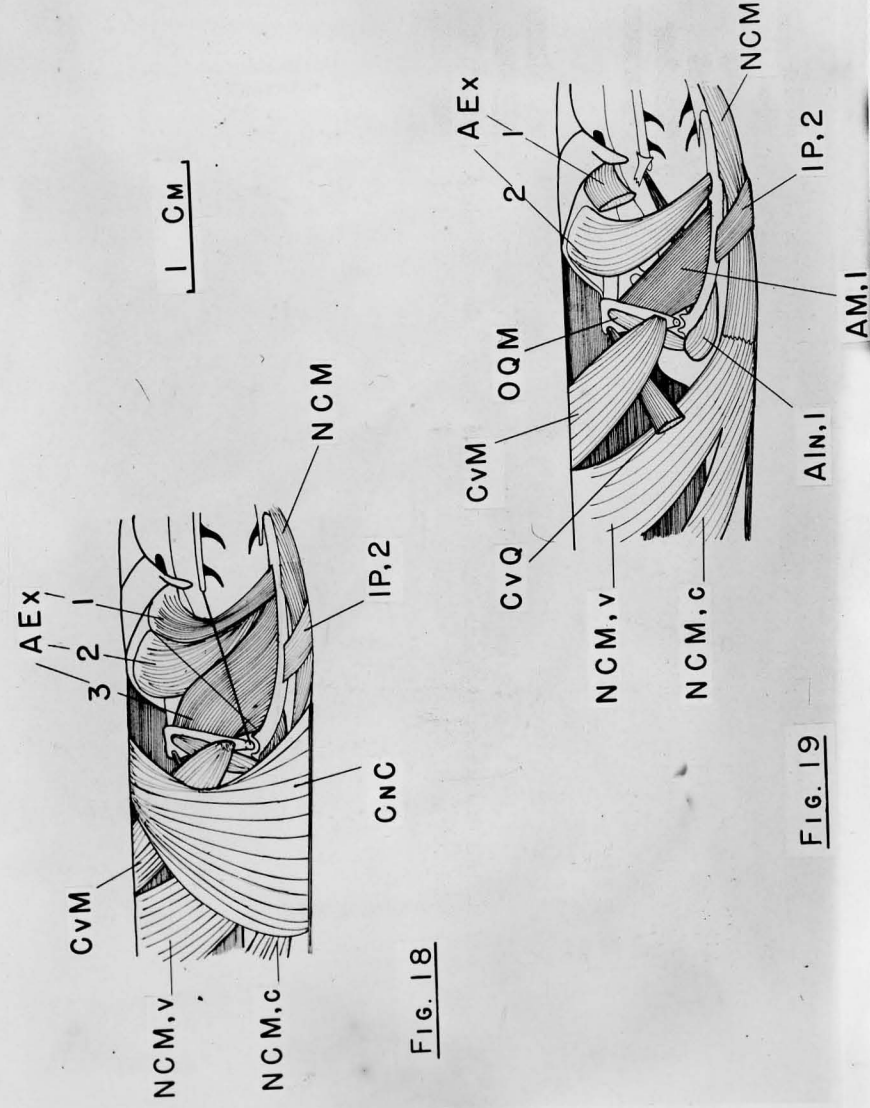 AEx
1
2
3
CvM
NCM,v
NCM,c
NCM
IP,2
CNC
FIG. 18
1 CM
AEx
1
2
OQM
CvM
CvQ
NCM,v
NCM,c
NCM
IP,2
AM,1
AIN,1
FIG. 19